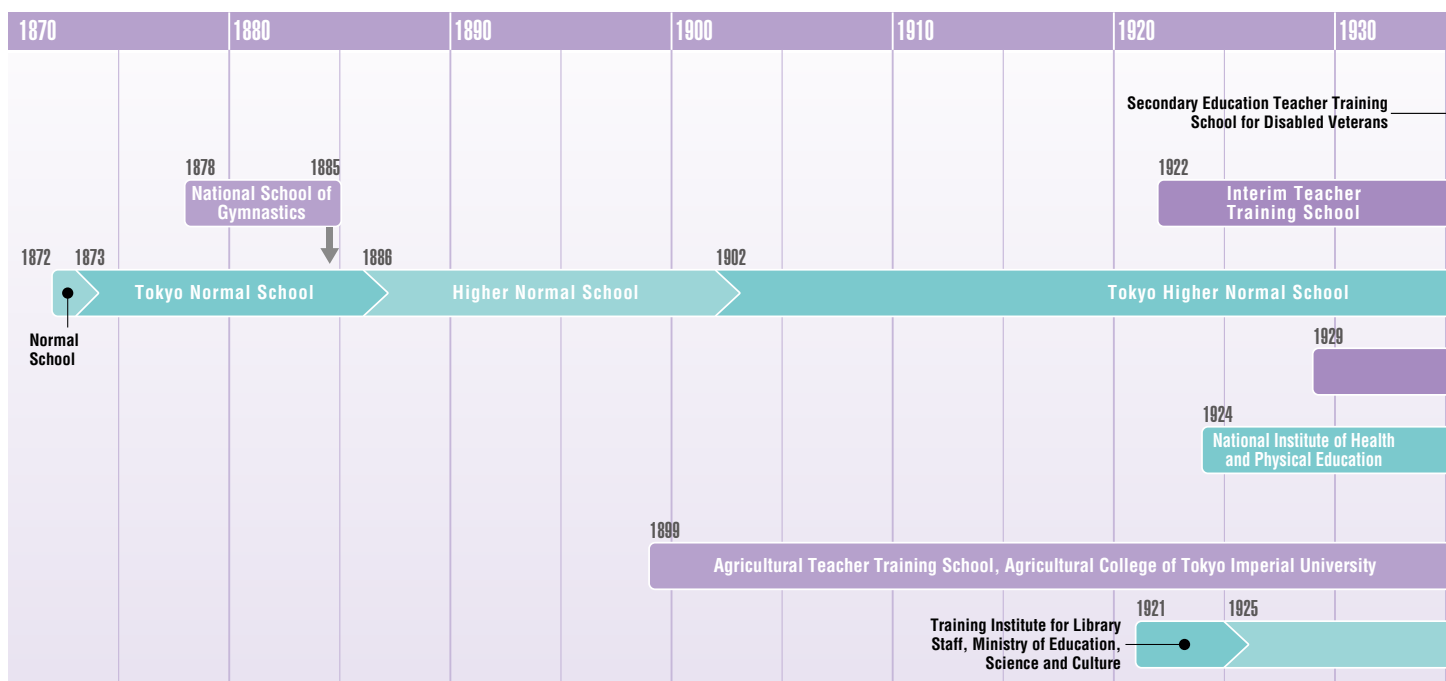 1870
1880
1890
1900
1910
1920
1930
Secondary Education Teacher Training
School for Disabled Veterans
1878
1885
1922
National School of
Gymnastics
Interim Teacher
Training School
1872
1873
1886
1902
Tokyo Normal School
Higher Normal School
Tokyo Higher Normal School
Normal
School
1929
1924
National Institute of Health
and Physical Education
1899
Agricultural Teacher Training School, Agricultural College of Tokyo Imperial University
1921
1925
Training Institute for Library
Staff, Ministry of Education,
Science and Culture